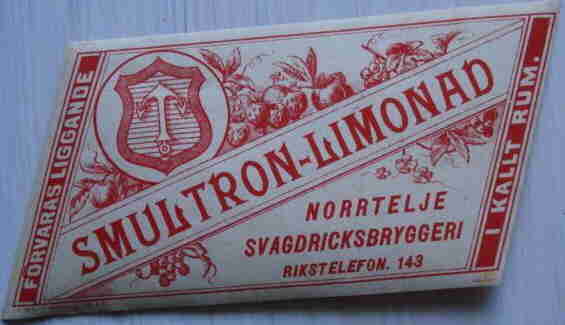 FÖRVARAS LIGGANDE
SMULTRON-LIMONAD
NORRTELJE
SVAGDRICKSBRYGGERI
RIKSTELEFON. 143
I KALLT RUM.